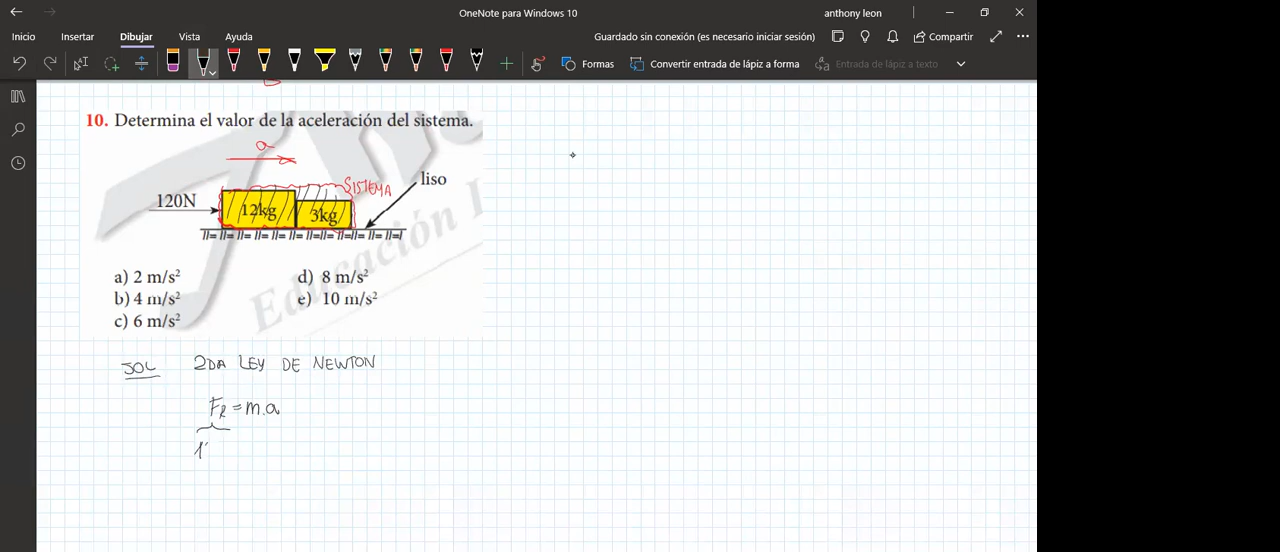 OneNote para Windows 10
anthony leon
Inicio Insertar Dibujar Vista Ayuda
Guardado sin conexión (es necesario iniciar sesión) Compartir
Formas Convertir entrada de lápiz a forma Entrada de lápiz a texto
10. Determina el valor de la aceleración del sistema.
a
SISTEMA
liso
120N
12kg
3kg
a) 2 m/s²
b) 4 m/s²
c) 6 m/s²
d) 8 m/s²
e) 10 m/s²
Educación
SOL 2DA LEY DE NEWTON
F_R = m.a